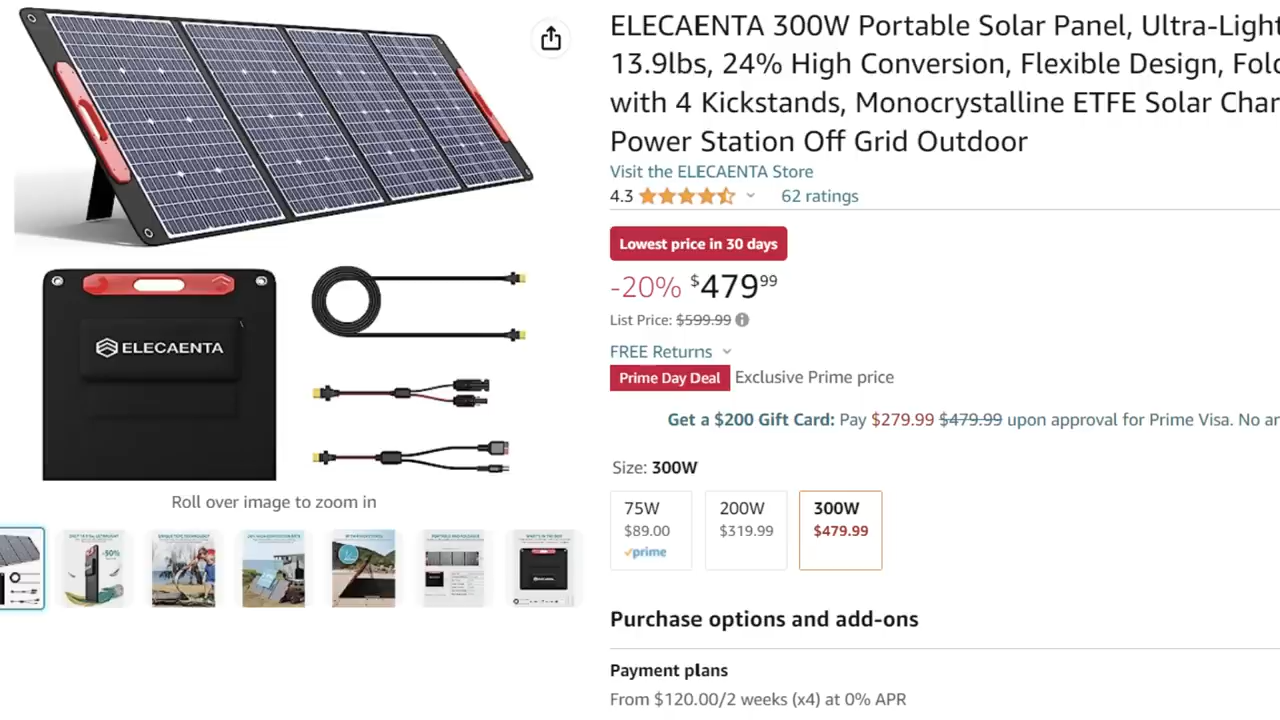 ELECAENTA 300W Portable Solar Panel, Ultra-Light
13.9lbs, 24% High Conversion, Flexible Design, Fold
with 4 Kickstands, Monocrystalline ETFE Solar Char
Power Station Off Grid Outdoor
Visit the ELECAENTA Store
4.3 62 ratings
Lowest price in 30 days
-20% $479.99
List Price: $599.99
FREE Returns
Prime Day Deal Exclusive Prime price
Get a $200 Gift Card: Pay $279.99 $479.99 upon approval for Prime Visa. No an
Size: 300W
75W 200W 300W
$89.00 $319.99 $479.99
prime
Purchase options and add-ons
Payment plans
From $120.00/2 weeks (x4) at 0% APR
ELECAENTA
Roll over image to zoom in
-50%